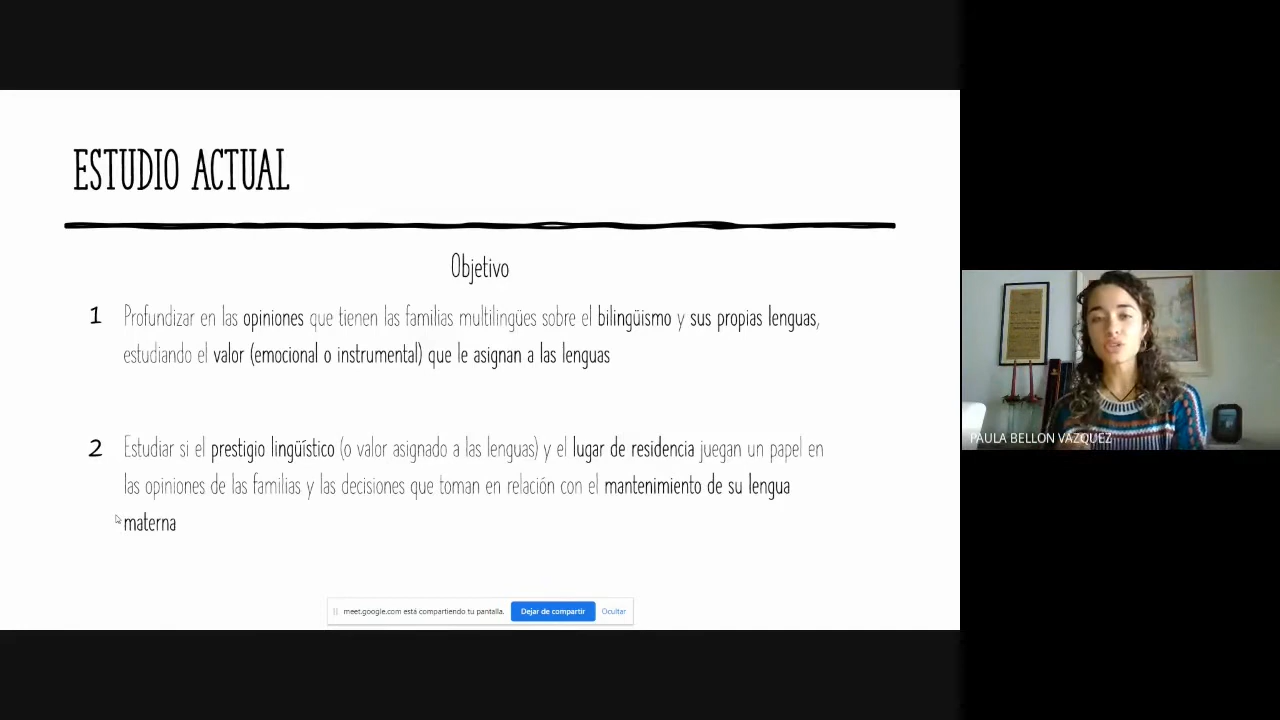 ESTUDIO ACTUAL
Objetivo
1 Profundizar en las opiniones que tienen las familias multilingües sobre el bilingüismo y sus propias lenguas,
estudiando el valor (emocional o instrumental) que le asignan a las lenguas
2 Estudiar si el prestigio lingüístico (o valor asignado a las lenguas) y el lugar de residencia juegan un papel en
las opiniones de las familias y las decisiones que toman en relación con el mantenimiento de su lengua
materna
meet.google.com está compartiendo tu pantalla. Dejar de compartir Ocultar
PAULA BELLON VAZQUEZ